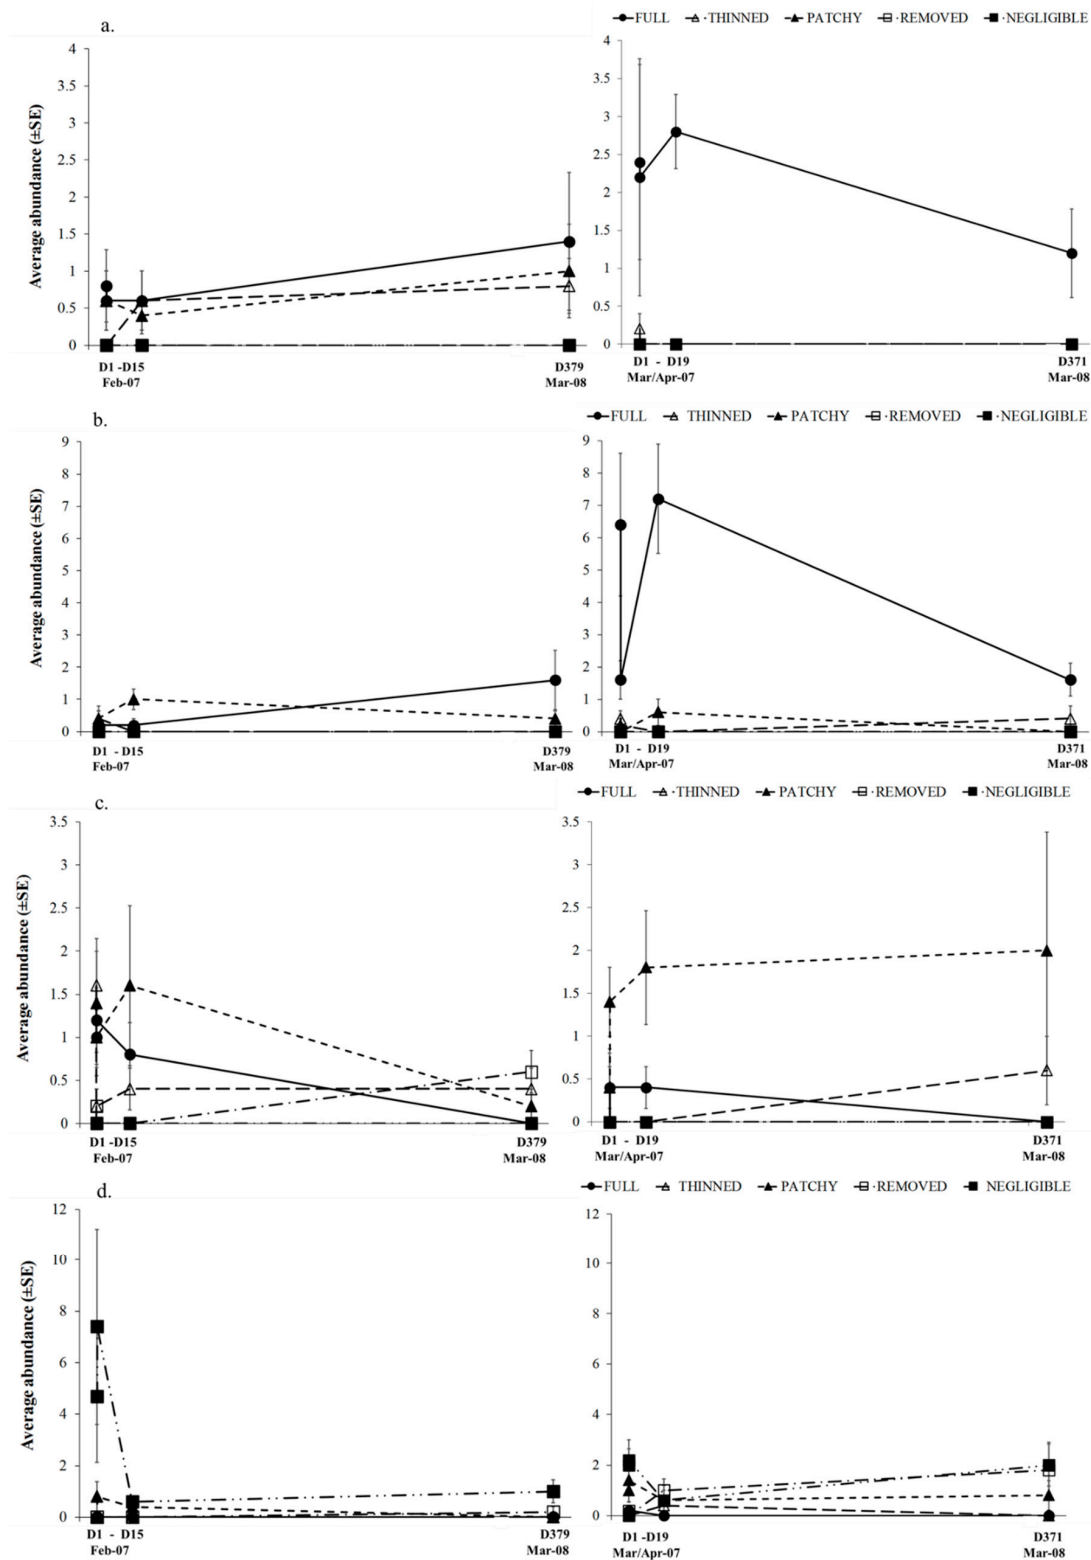 a.
FULL THINNED PATCHY REMOVED NEGLIGIBLE
Average abundance (±SE)
4
3.5
3
2.5
2
1.5
1
0.5
0
D1 -D15
Feb-07
D379
Mar-08
4
3.5
3
2.5
2
1.5
1
0.5
0
D1 - D19
Mar/Apr-07
D371
Mar-08
b.
FULL THINNED PATCHY REMOVED NEGLIGIBLE
Average abundance (±SE)
9
8
7
6
5
4
3
2
1
0
D1 - D15
Feb-07
D379
Mar-08
9
8
7
6
5
4
3
2
1
0
D1 - D19
Mar/Apr-07
D371
Mar-08
c.
FULL THINNED PATCHY REMOVED NEGLIGIBLE
Average abundance (±SE)
3.5
3
2.5
2
1.5
1
0.5
0
D1 -D15
Feb-07
D379
Mar-08
3.5
3
2.5
2
1.5
1
0.5
0
D1 - D19
Mar/Apr-07
D371
Mar-08
d.
FULL THINNED PATCHY REMOVED NEGLIGIBLE
Average abundance (±SE)
12
10
8
6
4
2
0
D1 - D15
Feb-07
D379
Mar-08
12
10
8
6
4
2
0
D1 -D19
Mar/Apr-07
D371
Mar-08